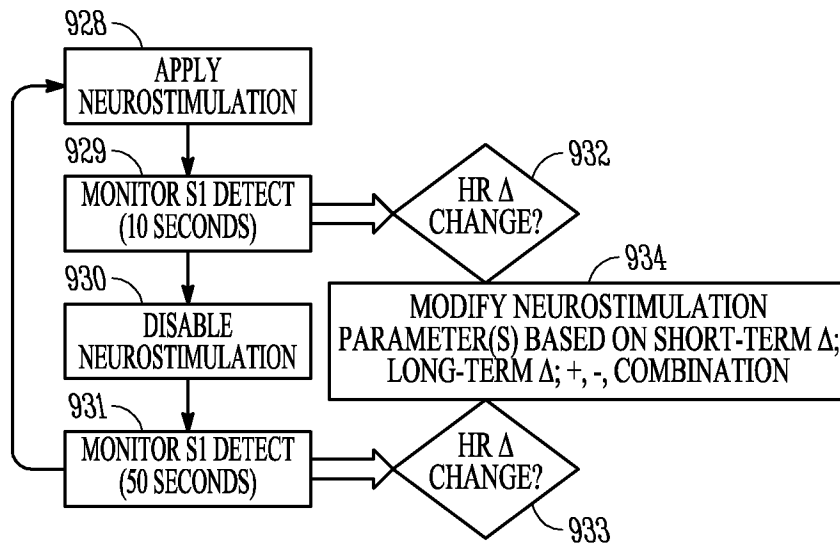 928
APPLY
NEUROSTIMULATION
929
MONITOR S1 DETECT
(10 SECONDS)
932
HR Δ
CHANGE?
930
DISABLE
NEUROSTIMULATION
934
MODIFY NEUROSTIMULATION
PARAMETER(S) BASED ON SHORT-TERM Δ;
LONG-TERM Δ; +, -, COMBINATION
931
MONITOR S1 DETECT
(50 SECONDS)
HR Δ
CHANGE?
933